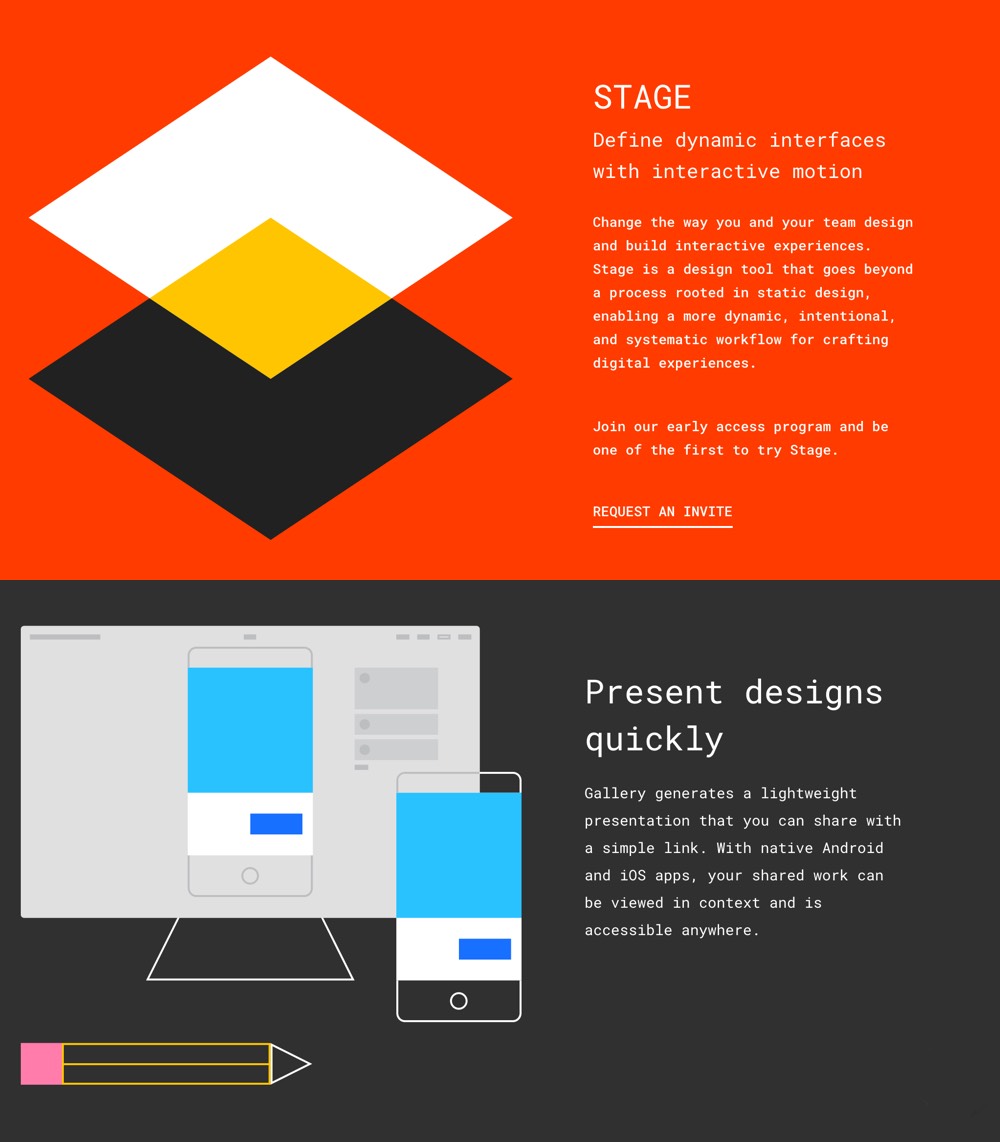 STAGE
Define dynamic interfaces
with interactive motion
Change the way you and your team design
and build interactive experiences.
Stage is a design tool that goes beyond
a process rooted in static design,
enabling a more dynamic, intentional,
and systematic workflow for crafting
digital experiences.
Join our early access program and be
one of the first to try Stage.
REQUEST AN INVITE
Present designs
quickly
Gallery generates a lightweight
presentation that you can share with
a simple link. With native Android
and iOS apps, your shared work can
be viewed in context and is
accessible anywhere.